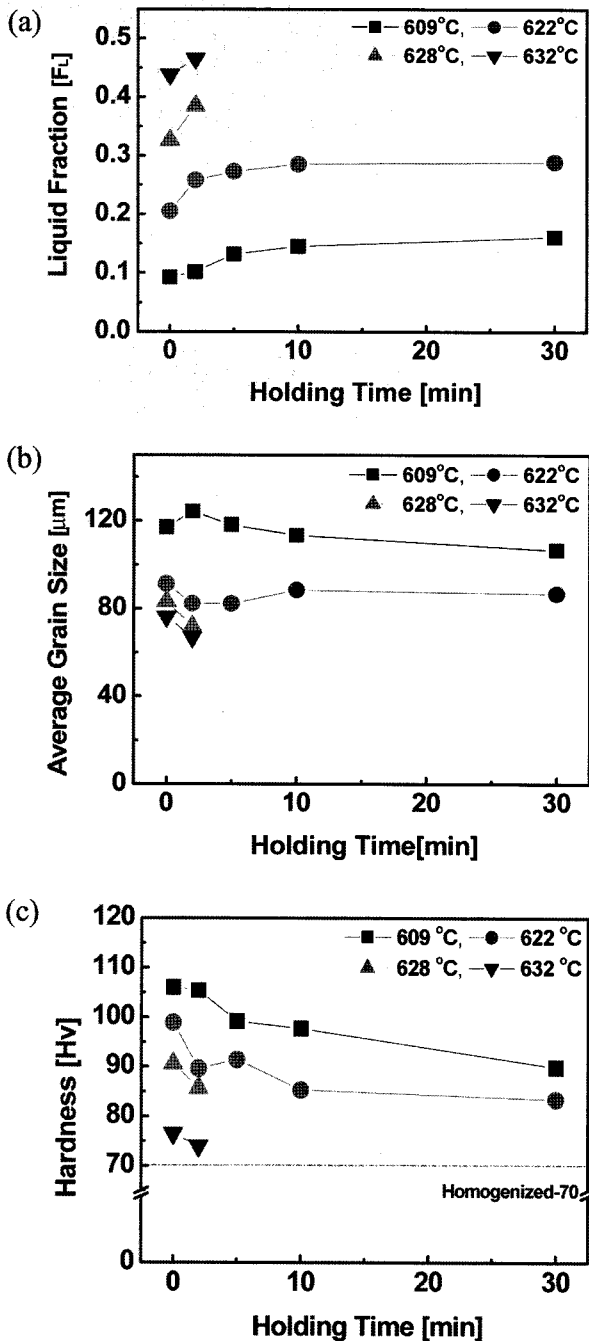 (a)
0.5
0.4
0.3
0.2
0.1
0.0
Liquid Fraction [FL]
609°C, 622°C
628°C 632°C
0 10 20 30
Holding Time [min]
(b)
120
80
40
0
Average Grain Size [μm]
609°C, 622°C
628°C 632°C
0 10 20 30
Holding Time[min]
(c)
120
110
100
90
80
70
0
Hardness [Hv]
609 °C, 622 °C
628 °C, 632 °C
Homogenized-70
0 10 20 30
Holding Time [min]